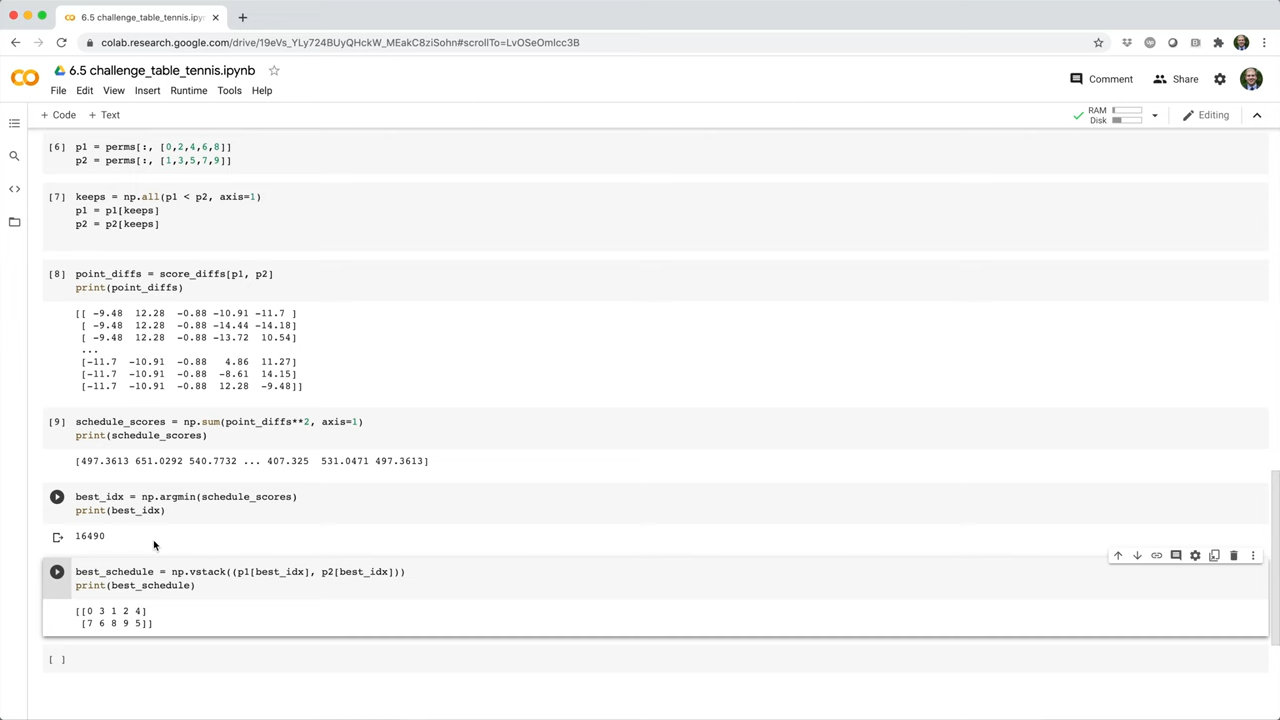 6.5 challenge_table_tennis.ipy
colab.research.google.com/drive/19eVs_YLy724BUyQHckW_MEakC8ziSohn#scrollTo=LvOSeOmIcc3B
6.5 challenge_table_tennis.ipynb
Comment
Share
File Edit View Insert Runtime Tools Help
+ Code + Text
RAM
Disk
Editing
[6] p1 = perms[:, [0,2,4,6,8]]
p2 = perms[:, [1,3,5,7,9]]
[7] keeps = np.all(p1 < p2, axis=1)
p1 = p1[keeps]
p2 = p2[keeps]
[8] point_diffs = score_diffs[p1, p2]
print(point_diffs)
[[ -9.48 12.28 -0.88 -10.91 -11.7 ]
[ -9.48 12.28 -0.88 -14.44 -14.18]
[ -9.48 12.28 -0.88 -13.72 10.54]
...
[-11.7 -10.91 -0.88 4.86 11.27]
[-11.7 -10.91 -0.88 -8.61 14.15]
[-11.7 -10.91 -0.88 12.28 -9.48]]
[9] schedule_scores = np.sum(point_diffs**2, axis=1)
print(schedule_scores)
[497.3613 651.0292 540.7732 ... 407.325 531.0471 497.3613]
best_idx = np.argmin(schedule_scores)
print(best_idx)
16490
best_schedule = np.vstack((p1[best_idx], p2[best_idx]))
print(best_schedule)
[[0 3 1 2 4]
[7 6 8 9 5]]
[ ]